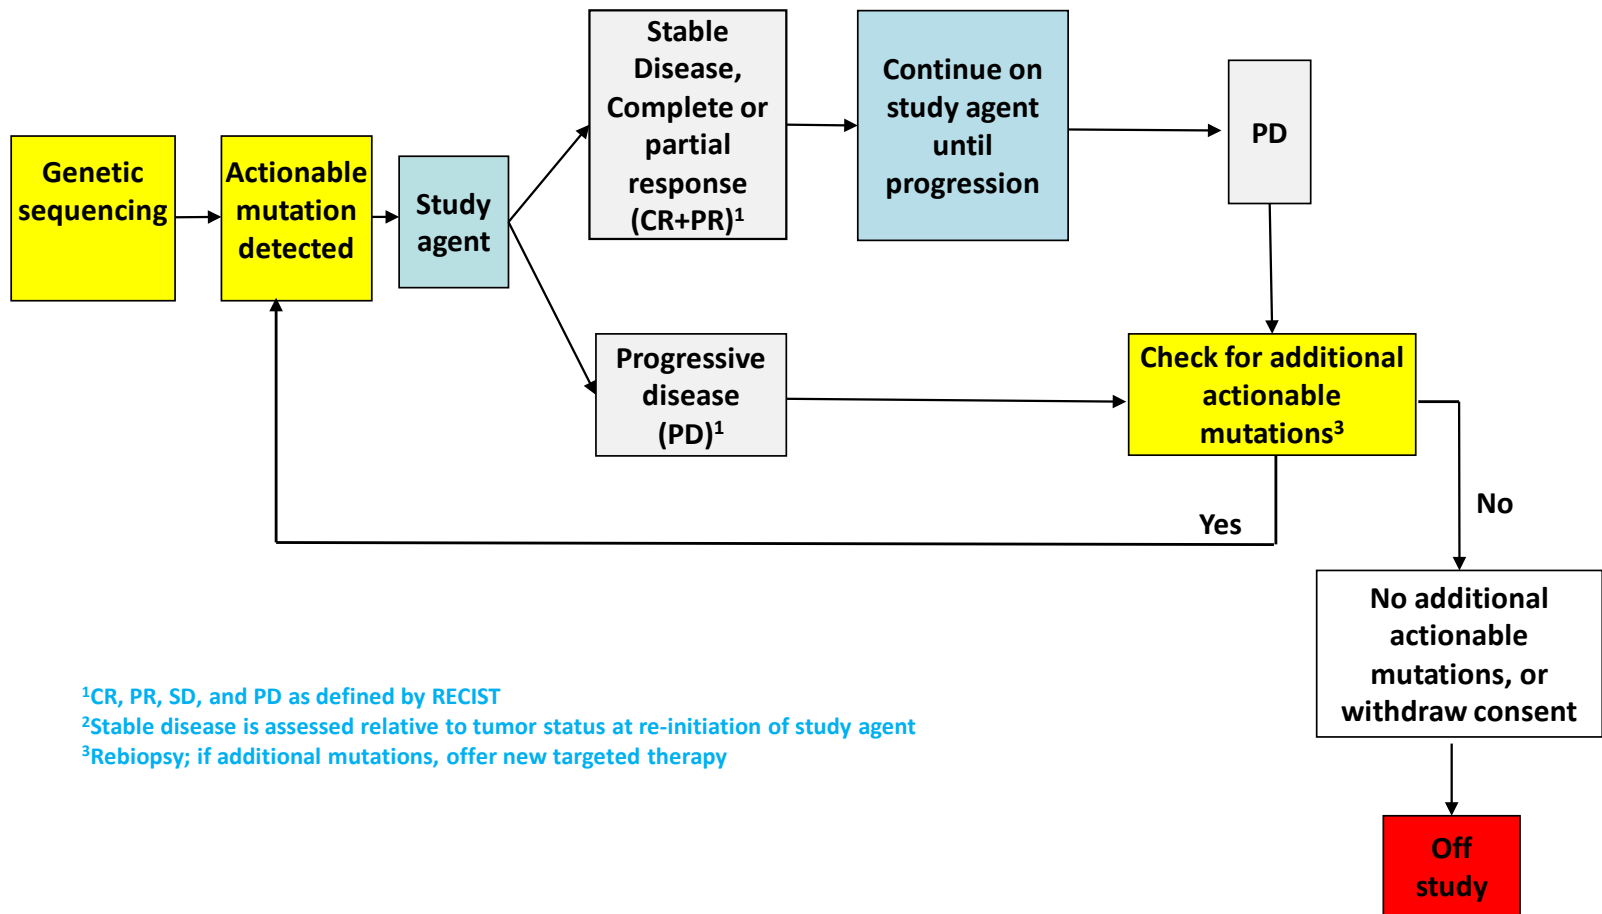 Genetic
sequencing
Actionable
mutation
detected
Study
agent
Stable
Disease,
Complete or
partial
response
(CR+PR)¹
Continue on
study agent
until
progression
PD
Progressive
disease
(PD)¹
Check for additional
actionable
mutations³
Yes
No
No additional
actionable
mutations, or
withdraw consent
Off
study
¹CR, PR, SD, and PD as defined by RECIST
²Stable disease is assessed relative to tumor status at re-initiation of study agent
³Rebiopsy; if additional mutations, offer new targeted therapy